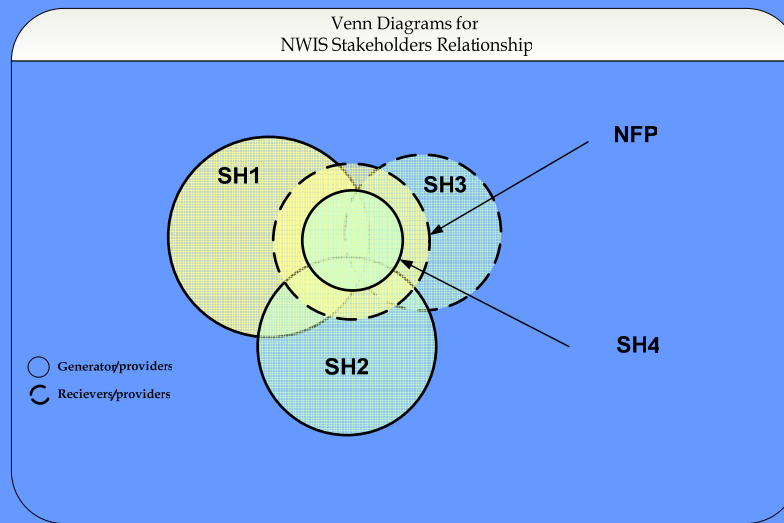 Venn Diagrams for
NWIS Stakeholders Relationship
NFP
SH1
SH3
SH4
SH2
Generator/providers
Recievers/providers